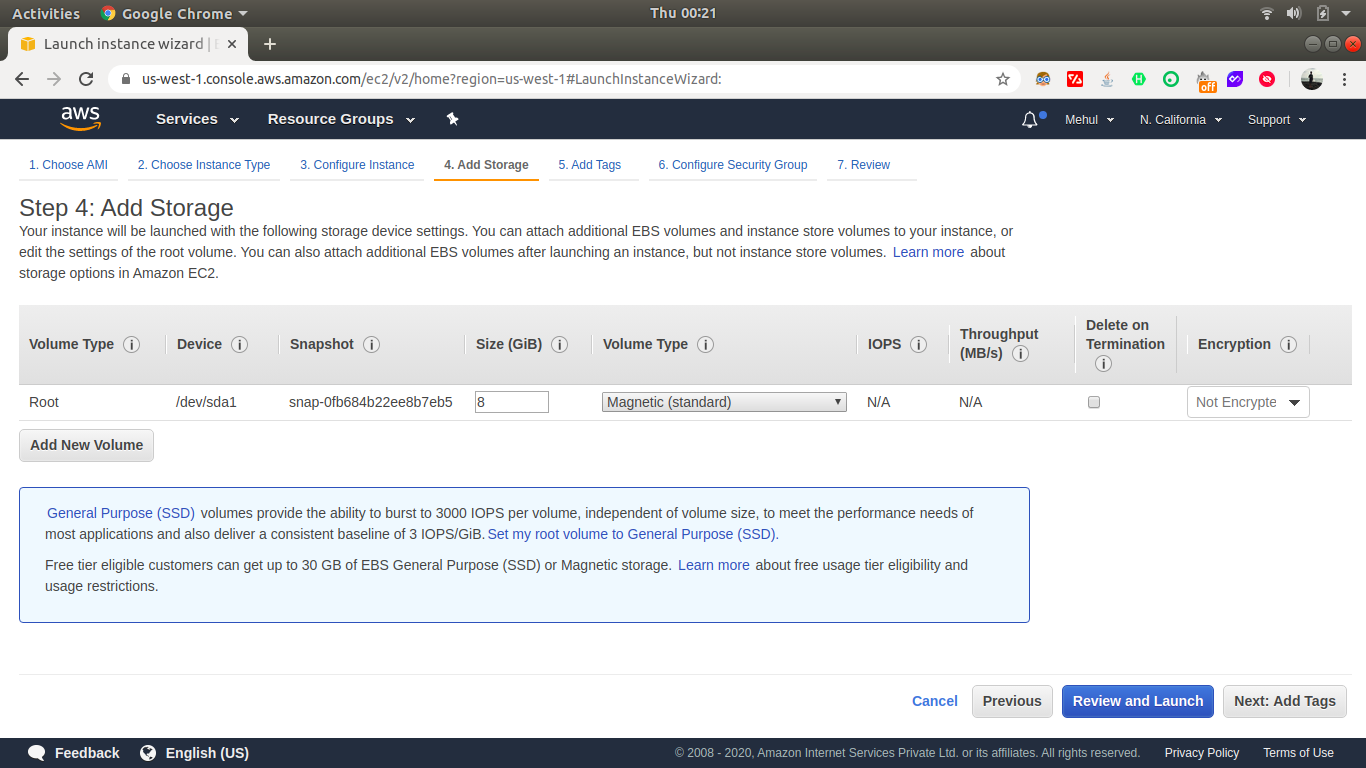 Activities Google Chrome Thu 00:21
Launch instance wizard |
us-west-1.console.aws.amazon.com/ec2/v2/home?region=us-west-1#LaunchInstanceWizard:
off
aws Services Resource Groups Mehul N. California Support
1. Choose AMI 2. Choose Instance Type 3. Configure Instance 4. Add Storage 5. Add Tags 6. Configure Security Group 7. Review
Step 4: Add Storage
Your instance will be launched with the following storage device settings. You can attach additional EBS volumes and instance store volumes to your instance, or
edit the settings of the root volume. You can also attach additional EBS volumes after launching an instance, but not instance store volumes. Learn more about
storage options in Amazon EC2.
Volume Type i Device i Snapshot i Size (GiB) i Volume Type i IOPS i Throughput (MB/s) i Delete on Termination i Encryption i
Root /dev/sda1 snap-0fb684b22ee8b7eb5 8 Magnetic (standard) N/A N/A Not Encrypte
Add New Volume
General Purpose (SSD) volumes provide the ability to burst to 3000 IOPS per volume, independent of volume size, to meet the performance needs of
most applications and also deliver a consistent baseline of 3 IOPS/GiB. Set my root volume to General Purpose (SSD).
Free tier eligible customers can get up to 30 GB of EBS General Purpose (SSD) or Magnetic storage. Learn more about free usage tier eligibility and
usage restrictions.
Cancel Previous Review and Launch Next: Add Tags
Feedback English (US) © 2008 - 2020, Amazon Internet Services Private Ltd. or its affiliates. All rights reserved. Privacy Policy Terms of Use